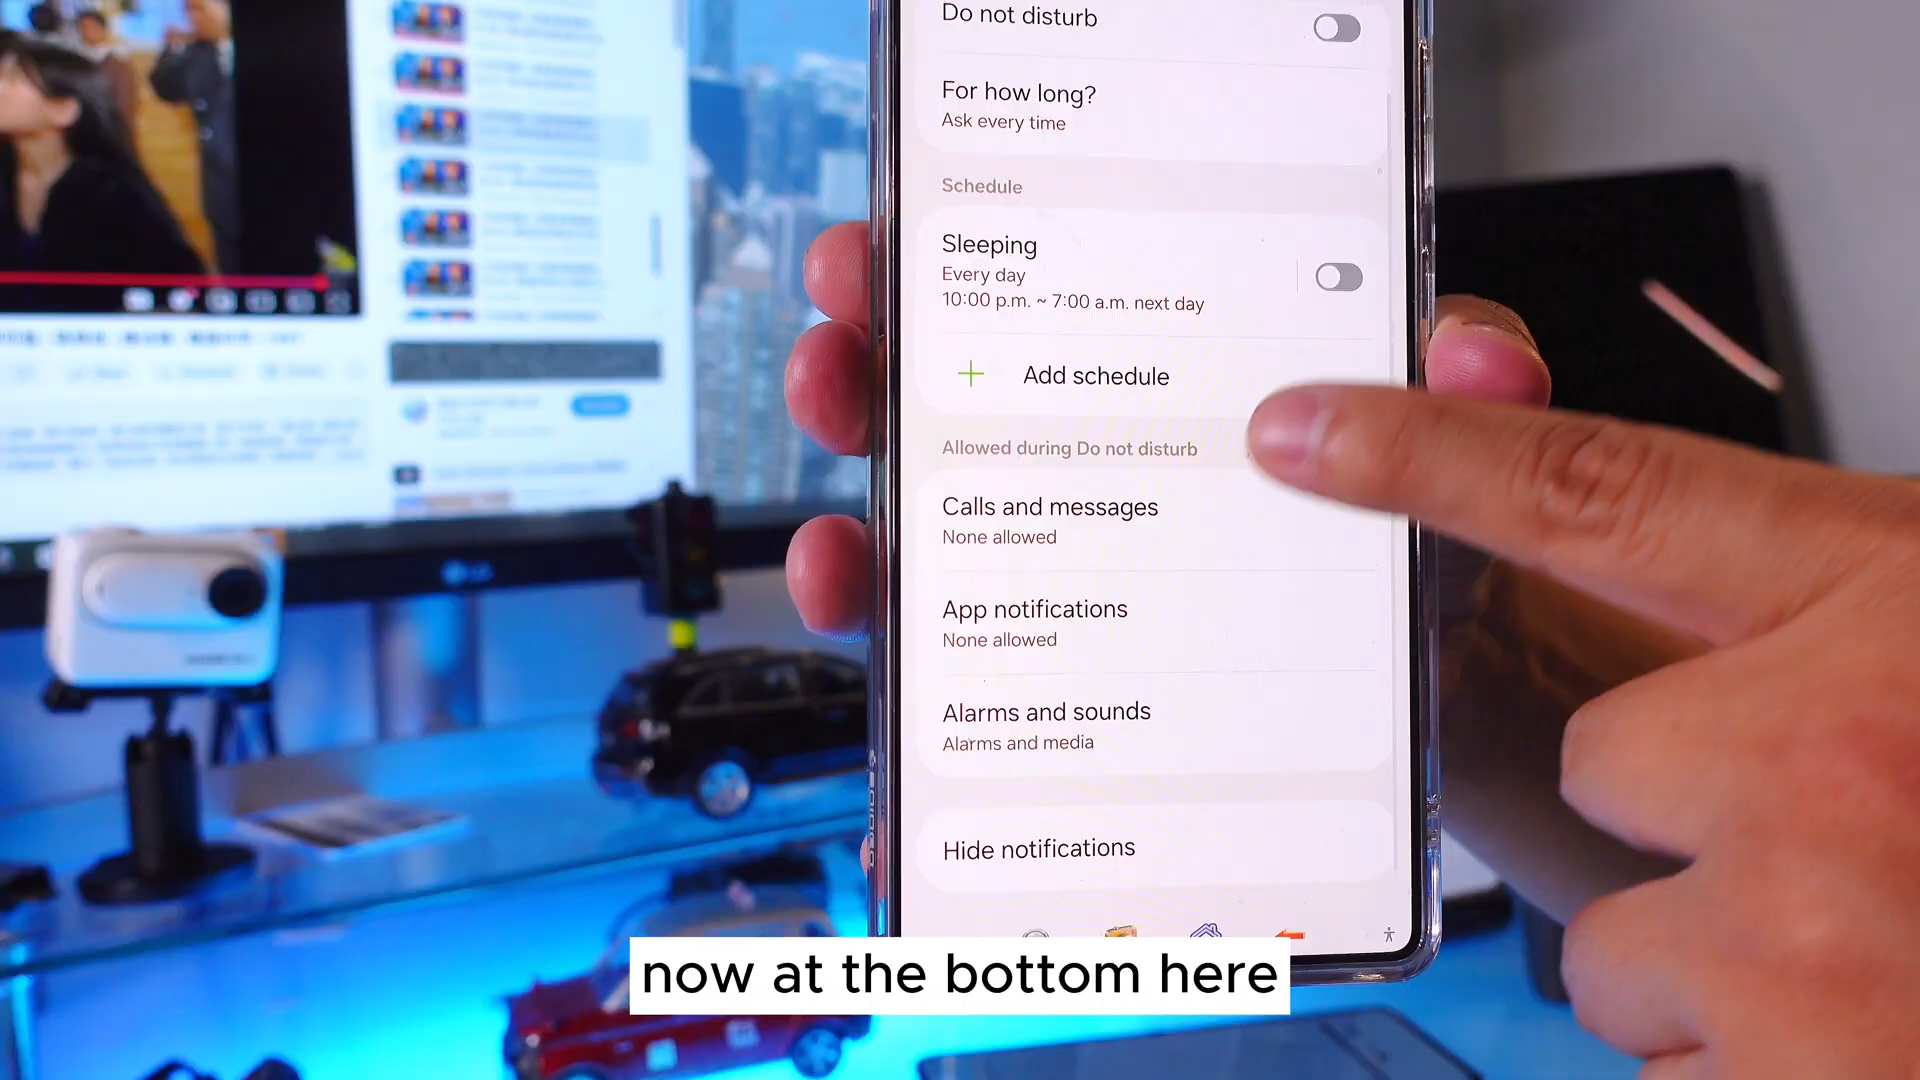 Do not disturb
For how long?
Ask every time
Schedule
Sleeping
Every day
10:00 p.m. ~ 7:00 a.m. next day
Add schedule
Allowed during Do not disturb
Calls and messages
None allowed
App notifications
None allowed
Alarms and sounds
Alarms and media
Hide notifications
LG
now at the bottom here